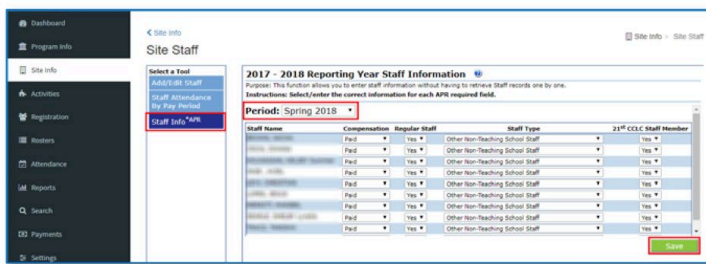 Dashboard
Program Info
Site Info
Activities
Registration
Rosters
Attendance
Reports
Search
Payments
Settings
Site Info
Site Info > Site Staff
Site Staff
Select a Tool
Add/Edit Staff
Staff Attendance
By Pay Period
Staff Info*APR
2017 - 2018 Reporting Year Staff Information
Purpose: This function allows you to enter staff information without having to retrieve Staff records one by one.
Instructions: Select/enter the correct information for each APR required field.
Period: Spring 2018
Staff Name Compensation Regular Staff Staff Type 21st CCLC Staff Member
Paid Yes Other Non-Teaching School Staff Yes
Paid Yes Other Non-Teaching School Staff Yes
Paid Yes Other Non-Teaching School Staff Yes
Paid Yes Other Non-Teaching School Staff Yes
Paid Yes Other Non-Teaching School Staff Yes
Paid Yes Other Non-Teaching School Staff Yes
Paid Yes Other Non-Teaching School Staff Yes
Paid Yes Other Non-Teaching School Staff Yes
Paid Yes Other Non-Teaching School Staff Yes
Save